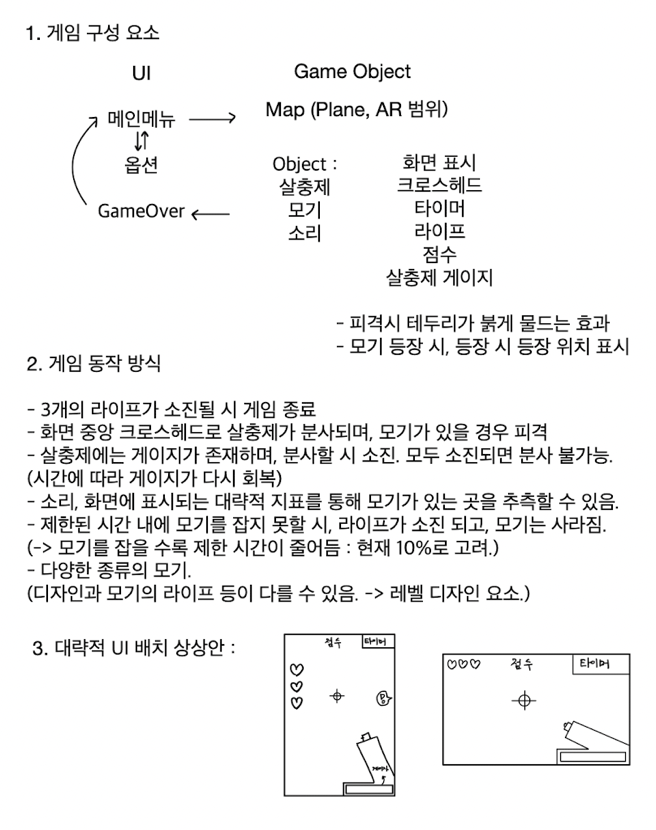 1. 게임 구성 요소
UI
Game Object
메인메뉴
Map (Plane, AR 범위)
옵션
GameOver
Object :
살충제
모기
소리
화면 표시
크로스헤드
타이머
라이프
점수
살충제 게이지
- 피격시 테두리가 붉게 물드는 효과
- 모기 등장 시, 등장 시 등장 위치 표시
2. 게임 동작 방식
- 3개의 라이프가 소진될 시 게임 종료
- 화면 중앙 크로스헤드로 살충제가 분사되며, 모기가 있을 경우 피격
- 살충제에는 게이지가 존재하며, 분사할 시 소진. 모두 소진되면 분사 불가능.
(시간에 따라 게이지가 다시 회복)
- 소리, 화면에 표시되는 대략적 지표를 통해 모기가 있는 곳을 추측할 수 있음.
- 제한된 시간 내에 모기를 잡지 못할 시, 라이프가 소진 되고, 모기는 사라짐.
(-> 모기를 잡을 수록 제한 시간이 줄어듬 : 현재 10%로 고려.)
- 다양한 종류의 모기.
(디자인과 모기의 라이프 등이 다를 수 있음. -> 레벨 디자인 요소.)
3. 대략적 UI 배치 상상안 :
점수
타이머
게이지
점수
타이머